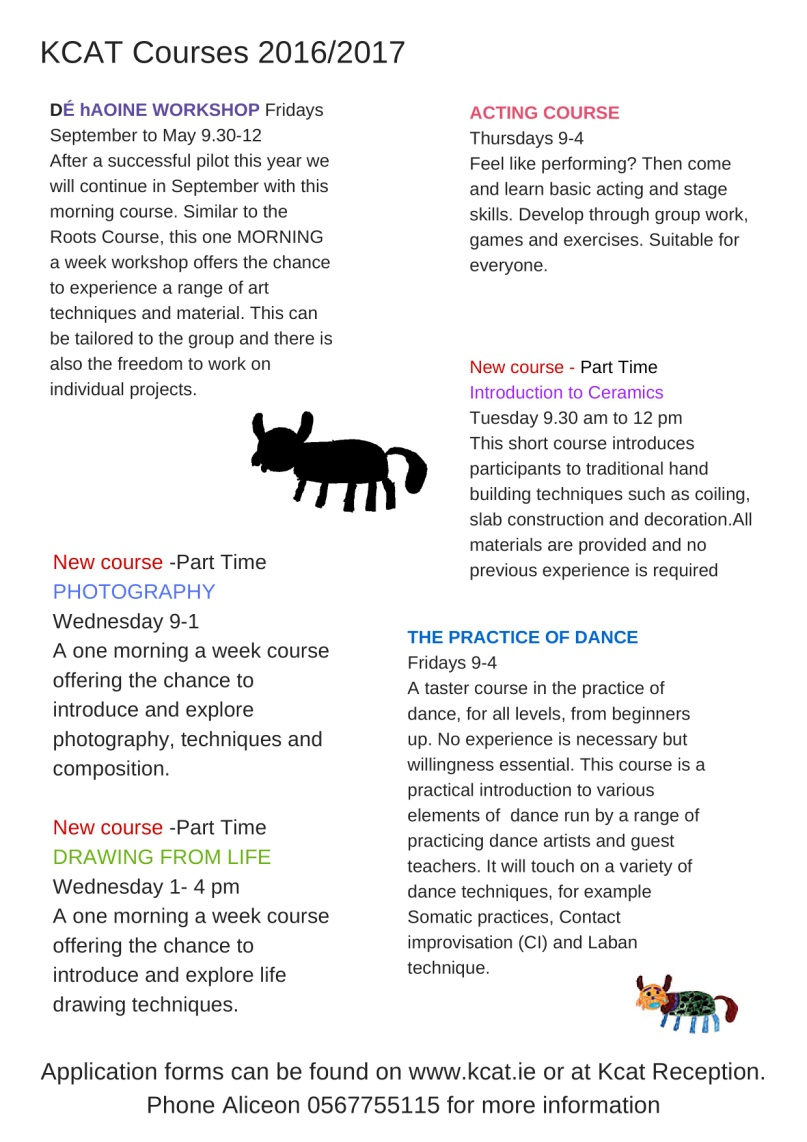 KCAT Courses 2016/2017
DÉ hAOINE WORKSHOP Fridays
September to May 9.30-12
After a successful pilot this year we
will continue in September with this
morning course. Similar to the
Roots Course, this one MORNING
a week workshop offers the chance
to experience a range of art
techniques and material. This can
be tailored to the group and there is
also the freedom to work on
individual projects.
New course -Part Time
PHOTOGRAPHY
Wednesday 9-1
A one morning a week course
offering the chance to
introduce and explore
photography, techniques and
composition.
New course -Part Time
DRAWING FROM LIFE
Wednesday 1- 4 pm
A one morning a week course
offering the chance to
introduce and explore life
drawing techniques.
ACTING COURSE
Thursdays 9-4
Feel like performing? Then come
and learn basic acting and stage
skills. Develop through group work,
games and exercises. Suitable for
everyone.
New course - Part Time
Introduction to Ceramics
Tuesday 9.30 am to 12 pm
This short course introduces
participants to traditional hand
building techniques such as coiling,
slab construction and decoration.All
materials are provided and no
previous experience is required
THE PRACTICE OF DANCE
Fridays 9-4
A taster course in the practice of
dance, for all levels, from beginners
up. No experience is necessary but
willingness essential. This course is a
practical introduction to various
elements of  dance run by a range of
practicing dance artists and guest
teachers. It will touch on a variety of
dance techniques, for example
Somatic practices, Contact
improvisation (CI) and Laban
technique.
Application forms can be found on www.kcat.ie or at Kcat Reception.
Phone Aliceon 0567755115 for more information